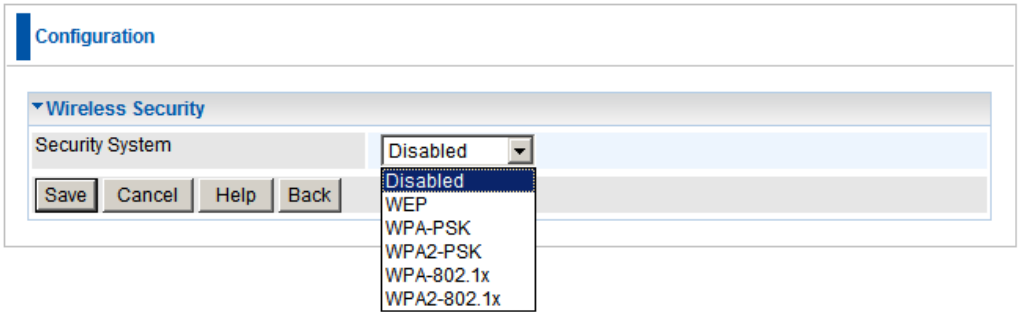 Configuration
Wireless Security
Security System
Disabled
Disabled
WEP
WPA-PSK
WPA2-PSK
WPA-802.1x
WPA2-802.1x
Save Cancel Help Back